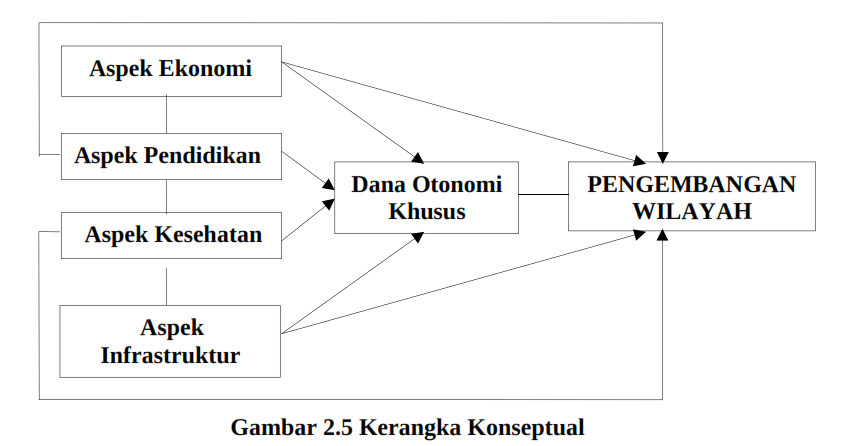 Aspek Ekonomi
Aspek Pendidikan
Aspek Kesehatan
Aspek
Infrastruktur
Dana Otonomi
Khusus
PENGEMBANGAN
WILAYAH
Gambar 2.5 Kerangka Konseptual